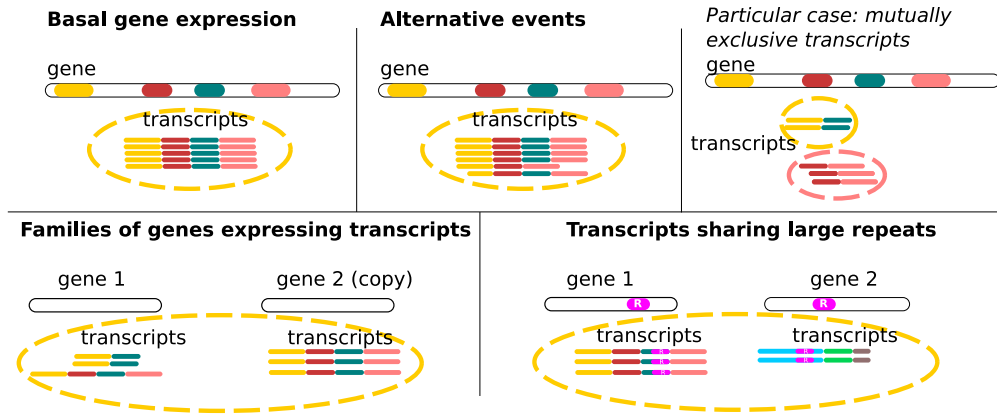 Basal gene expression
gene
transcripts
Alternative events
gene
transcripts
Particular case: mutually
exclusive transcripts
gene
transcripts
Families of genes expressing transcripts
gene 1
gene 2 (copy)
transcripts
transcripts
Transcripts sharing large repeats
gene 1
gene 2
R
R
transcripts
transcripts
R
R
R
R
R